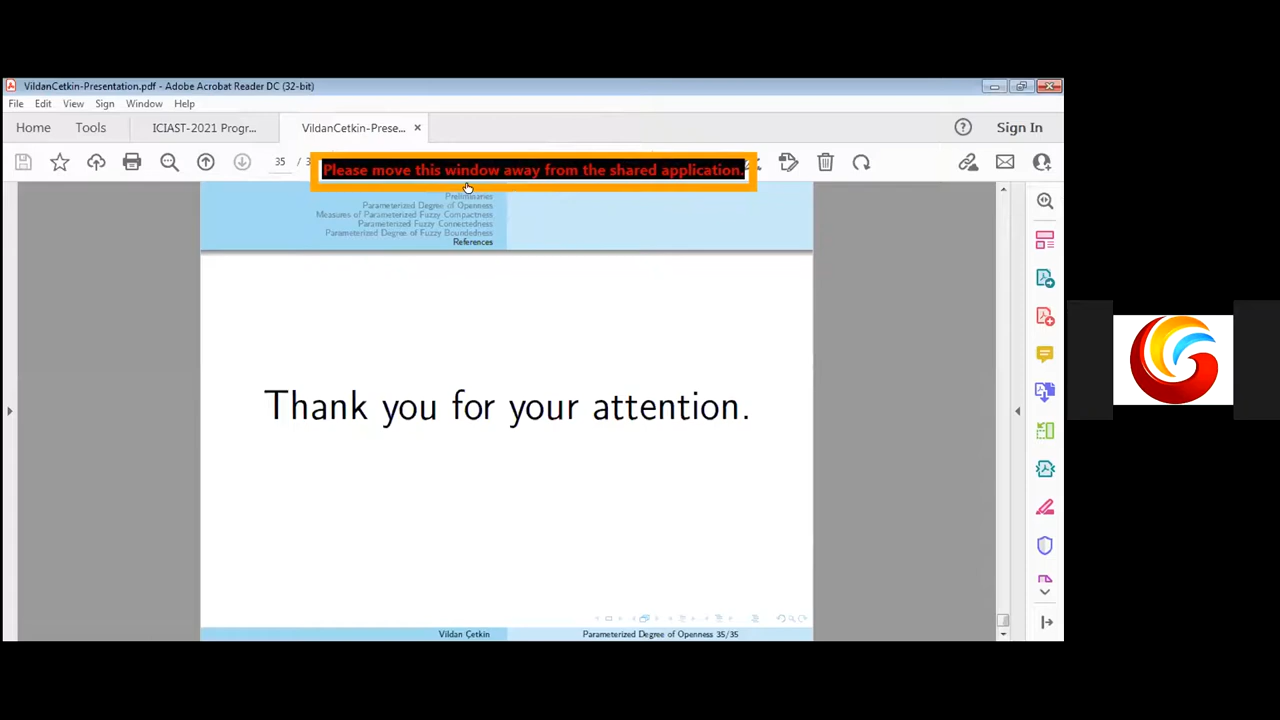 VildanCetkin-Presentation.pdf - Adobe Acrobat Reader DC (32-bit)
File Edit View Sign Window Help
Home Tools ICIAST-2021 Progr... VildanCetkin-Prese... × Sign In
35 /
Please move this window away from the shared application.
Preliminaries
Parameterized Degree of Openness
Measures of Parameterized Fuzzy Compactness
Parameterized Fuzzy Connectedness
Parameterized Degree of Fuzzy Boundedness
References
Thank you for your attention.
Vildan Çetkin Parameterized Degree of Openness 35/35